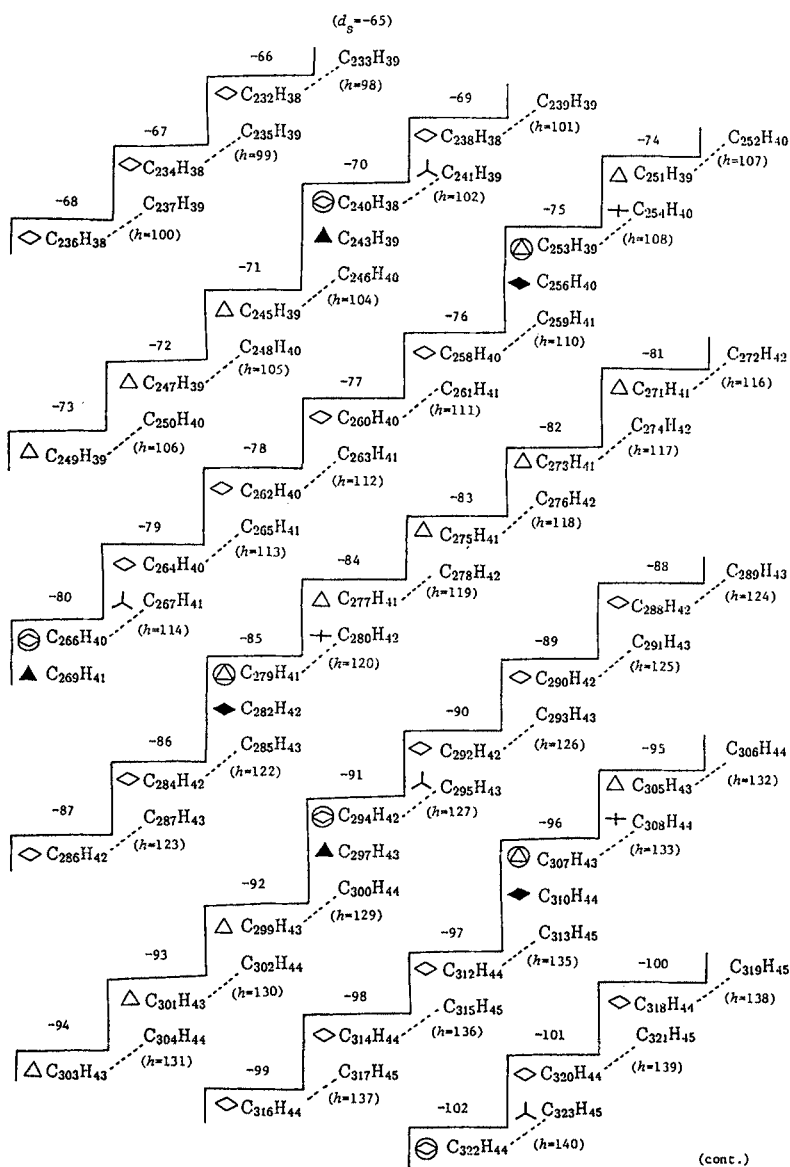 (d_s=-65)
-66
C233H39
C232H38
(h=98)
-67
C235H39
C234H38
(h=99)
-68
C237H39
C236H38
(h=100)
-69
C239H39
C238H38
(h=101)
-70
C241H39
C240H38
(h=102)
C243H39
-71
C246H40
C245H39
(h=104)
-72
C248H40
C247H39
(h=105)
-73
C250H40
C249H39
(h=106)
-74
C252H40
C251H39
(h=107)
-75
C254H40
C253H39
(h=108)
C256H40
-76
C259H41
C258H40
(h=110)
-77
C261H41
C260H40
(h=111)
-78
C263H41
C262H40
(h=112)
-79
C265H41
C264H40
(h=113)
-80
C267H41
C266H40
(h=114)
C269H41
-81
C272H42
C271H41
(h=116)
-82
C274H42
C273H41
(h=117)
-83
C276H42
C275H41
(h=118)
-84
C278H42
C277H41
(h=119)
-85
C280H42
C279H41
(h=120)
C282H42
-86
C285H43
C284H42
(h=122)
-87
C287H43
C286H42
(h=123)
-88
C289H43
C288H42
(h=124)
-89
C291H43
C290H42
(h=125)
-90
C293H43
C292H42
(h=126)
-91
C295H43
C294H42
(h=127)
C297H43
-92
C300H44
C299H43
(h=129)
-93
C302H44
C301H43
(h=130)
-94
C304H44
C303H43
(h=131)
-95
C306H44
C305H43
(h=132)
-96
C308H44
C307H43
(h=133)
C310H44
-97
C313H45
C312H44
(h=135)
-98
C315H45
C314H44
(h=136)
-99
C317H45
C316H44
(h=137)
-100
C319H45
C318H44
(h=138)
-101
C321H45
C320H44
(h=139)
-102
C323H45
C322H44
(h=140)
(cont.)